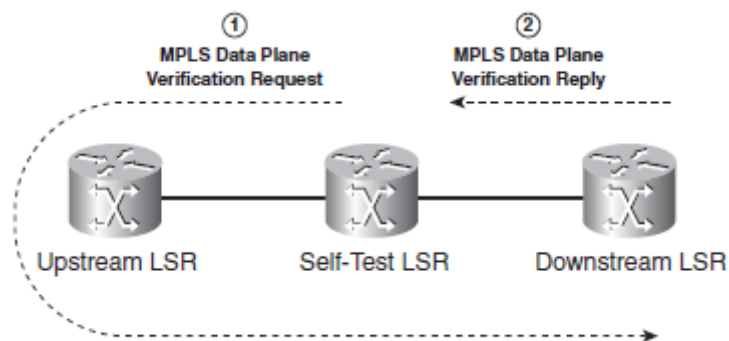 1
MPLS Data Plane
Verification Request
2
MPLS Data Plane
Verification Reply
Upstream LSR
Self-Test LSR
Downstream LSR